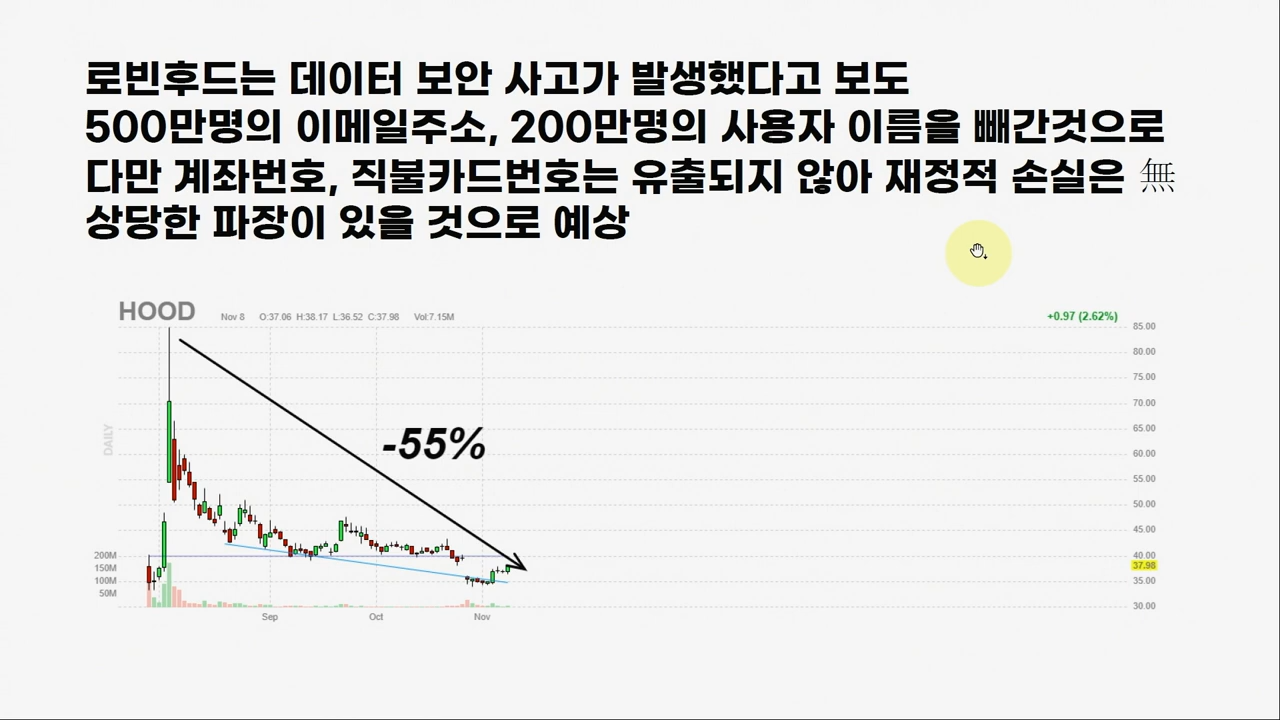 로빈후드는 데이터 보안 사고가 발생했다고 보도
500만명의 이메일주소, 200만명의 사용자 이름을 빼간것으로
다만 계좌번호, 직불카드번호는 유출되지 않아 재정적 손실은 無
상당한 파장이 있을 것으로 예상
HOOD Nov 8 O:37.06 H:38.17 L:36.52 C:37.98 Vol:7.15M +0.97 (2.62%)
85.00
80.00
75.00
70.00
65.00
DAILY
-55%
60.00
55.00
50.00
45.00
200M 40.00
150M 37.98
100M 35.00
50M
30.00
Sep Oct Nov